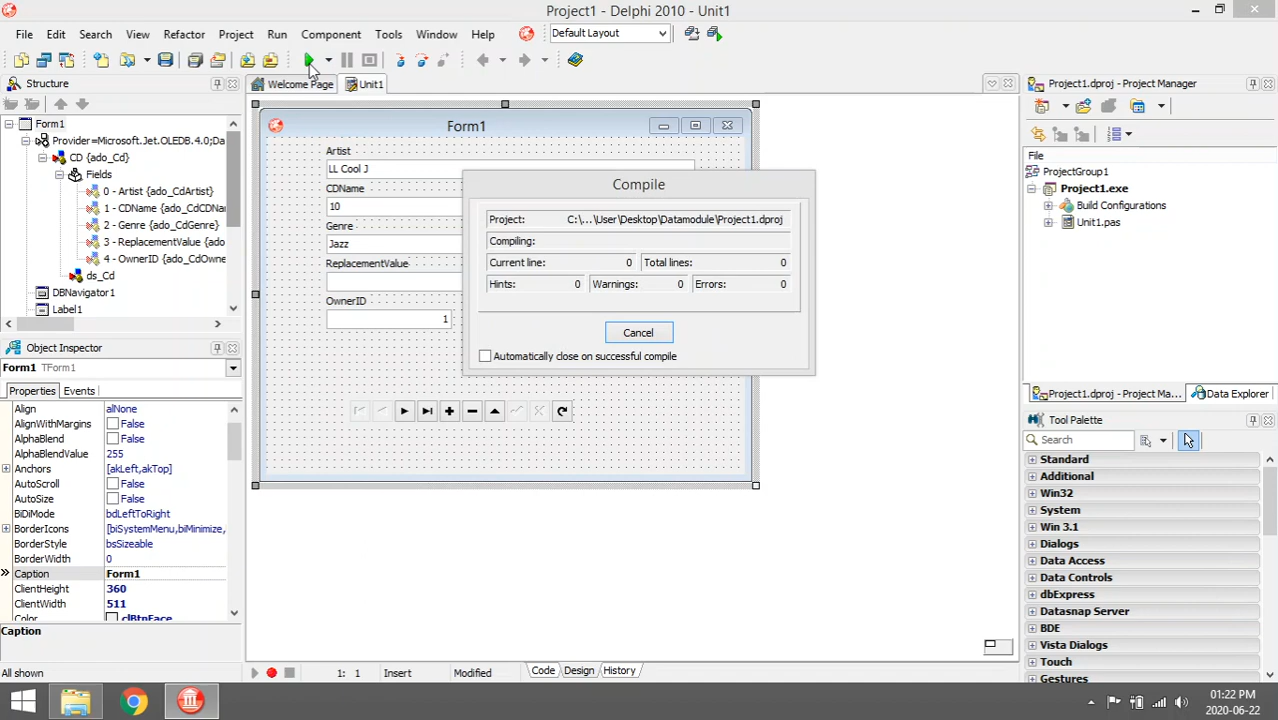 Project1 - Delphi 2010 - Unit1
File Edit Search View Refactor Project Run Component Tools Window Help Default Layout
Structure
Form1
Provider=Microsoft.Jet.OLEDB.4.0;Da
CD {ado_Cd}
Fields
0 - Artist {ado_CdArtist}
1 - CDName {ado_CdCDNa
2 - Genre {ado_CdGenre}
3 - ReplacementValue {ado
4 - OwnerID {ado_CdOwne
ds_Cd
DBNavigator1
Label1
Object Inspector
Form1 TForm1
Properties Events
Align alNone
AlignWithMargins False
AlphaBlend False
AlphaBlendValue 255
Anchors [akLeft,akTop]
AutoScroll False
AutoSize False
BiDiMode bdLeftToRight
BorderIcons [biSystemMenu,biMinimize,
BorderStyle bsSizeable
BorderWidth 0
Caption Form1
ClientHeight 360
ClientWidth 511
Color clBtnFace
Caption
All shown
Welcome Page Unit1
Form1
Artist
LL Cool J
CDName
10
Genre
Jazz
ReplacementValue
OwnerID
1
Compile
Project: C:\...\User\Desktop\Datamodule\Project1.dproj
Compiling:
Current line: 0 Total lines: 0
Hints: 0 Warnings: 0 Errors: 0
Cancel
Automatically close on successful compile
1: 1 Insert Modified Code Design History
Project1.dproj - Project Manager
File
ProjectGroup1
Project1.exe
Build Configurations
Unit1.pas
Project1.dproj - Project Ma... Data Explorer
Tool Palette
Search
Standard
Additional
Win32
System
Win 3.1
Dialogs
Data Access
Data Controls
dbExpress
Datasnap Server
BDE
Vista Dialogs
Touch
Gestures
01:22 PM
2020-06-22